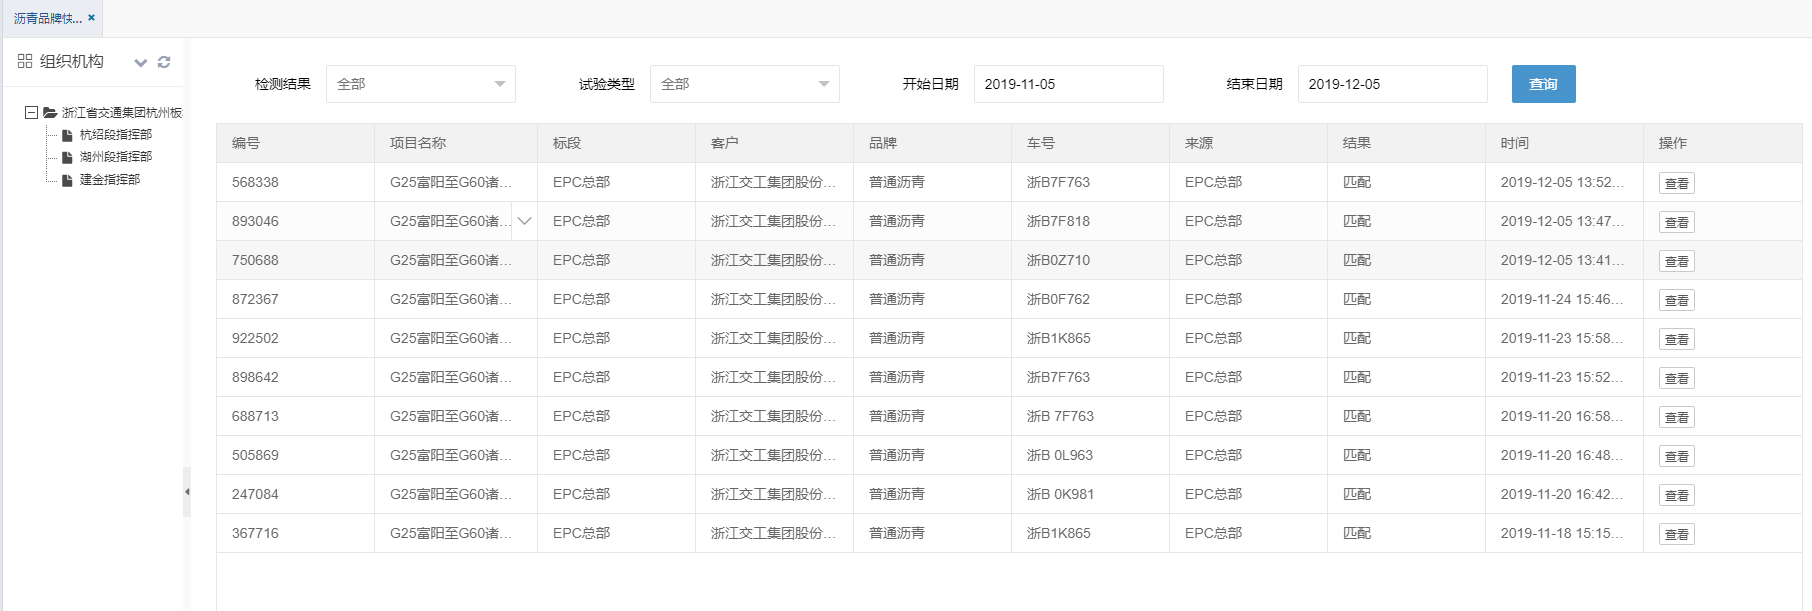 沥青品牌快...
组织机构
浙江省交通集团杭州板
杭绍段指挥部
湖州段指挥部
建金指挥部
检测结果 全部 试验类型 全部 开始日期 2019-11-05 结束日期 2019-12-05 查询
编号 项目名称 标段 客户 品牌 车号 来源 结果 时间 操作
568338 G25富阳至G60诸... EPC总部 浙江交工集团股份... 普通沥青 浙B7F763 EPC总部 匹配 2019-12-05 13:52... 查看
893046 G25富阳至G60诸... EPC总部 浙江交工集团股份... 普通沥青 浙B7F818 EPC总部 匹配 2019-12-05 13:47... 查看
750688 G25富阳至G60诸... EPC总部 浙江交工集团股份... 普通沥青 浙B0Z710 EPC总部 匹配 2019-12-05 13:41... 查看
872367 G25富阳至G60诸... EPC总部 浙江交工集团股份... 普通沥青 浙B0F762 EPC总部 匹配 2019-11-24 15:46... 查看
922502 G25富阳至G60诸... EPC总部 浙江交工集团股份... 普通沥青 浙B1K865 EPC总部 匹配 2019-11-23 15:58... 查看
898642 G25富阳至G60诸... EPC总部 浙江交工集团股份... 普通沥青 浙B7F763 EPC总部 匹配 2019-11-23 15:52... 查看
688713 G25富阳至G60诸... EPC总部 浙江交工集团股份... 普通沥青 浙B 7F763 EPC总部 匹配 2019-11-20 16:58... 查看
505869 G25富阳至G60诸... EPC总部 浙江交工集团股份... 普通沥青 浙B 0L963 EPC总部 匹配 2019-11-20 16:48... 查看
247084 G25富阳至G60诸... EPC总部 浙江交工集团股份... 普通沥青 浙B 0K981 EPC总部 匹配 2019-11-20 16:42... 查看
367716 G25富阳至G60诸... EPC总部 浙江交工集团股份... 普通沥青 浙B1K865 EPC总部 匹配 2019-11-18 15:15... 查看